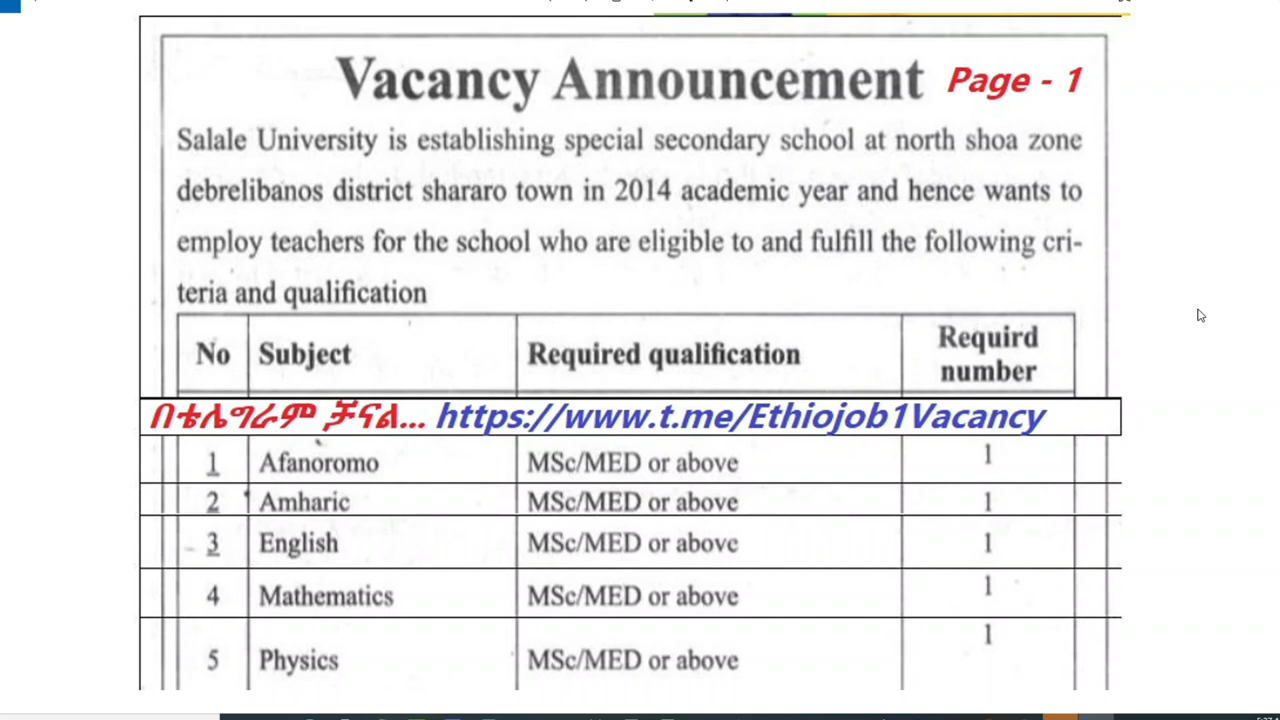 Vacancy Announcement Page - 1
Salale University is establishing special secondary school at north shoa zone
debrelibanos district shararo town in 2014 academic year and hence wants to
employ teachers for the school who are eligible to and fulfill the following cri-
teria and qualification
No Subject Required qualification Requird number
በቴሌግራም ቻናል... https://www.t.me/Ethiojob1Vacancy
1 Afanoromo MSc/MED or above 1
2 Amharic MSc/MED or above 1
3 English MSc/MED or above 1
4 Mathematics MSc/MED or above 1
5 Physics MSc/MED or above 1